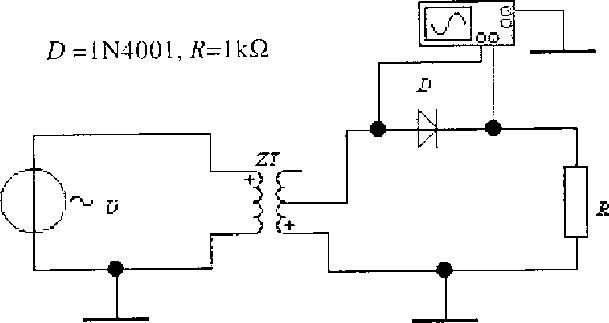 D=1N4001, R=1kΩ
D
ZT
+
U
+
R